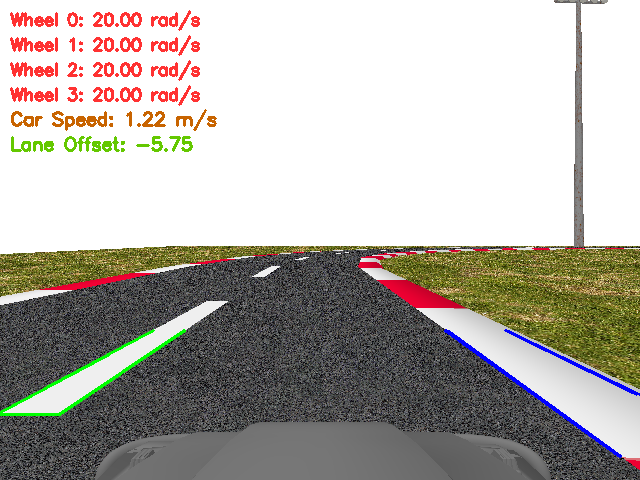 Wheel 0: 20.00 rad/s
Wheel 1: 20.00 rad/s
Wheel 2: 20.00 rad/s
Wheel 3: 20.00 rad/s
Car Speed: 1.22 m/s
Lane Offset: -5.75